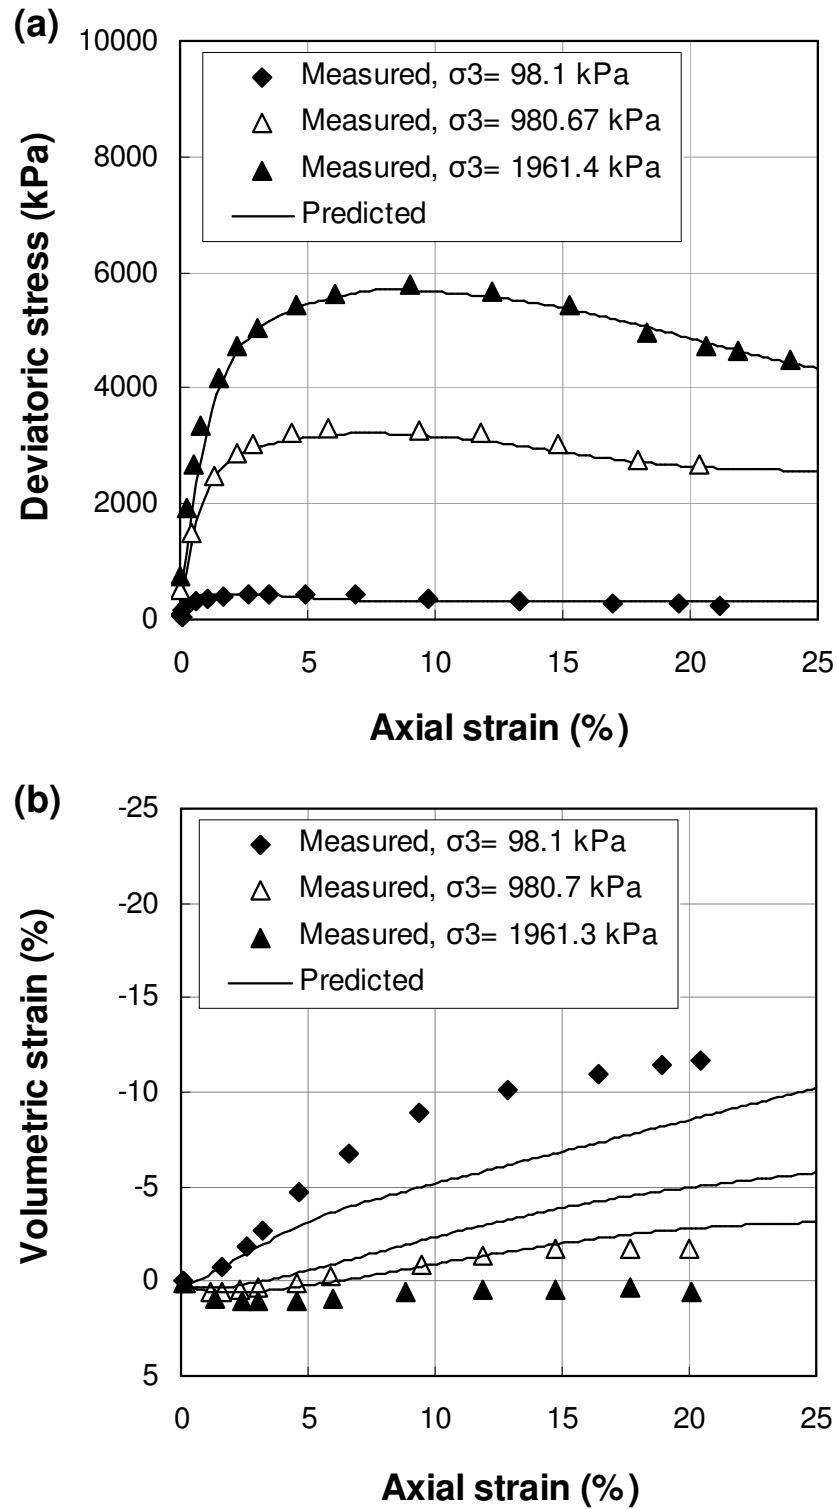 (a)
10000
8000
6000
4000
2000
0
Deviatoric stress (kPa)
Measured, σ3= 98.1 kPa
Measured, σ3= 980.67 kPa
Measured, σ3= 1961.4 kPa
Predicted
0 5 10 15 20 25
Axial strain (%)
(b)
-25
-20
-15
-10
-5
0
5
Volumetric strain (%)
Measured, σ3= 98.1 kPa
Measured, σ3= 980.7 kPa
Measured, σ3= 1961.3 kPa
Predicted
0 5 10 15 20 25
Axial strain (%)